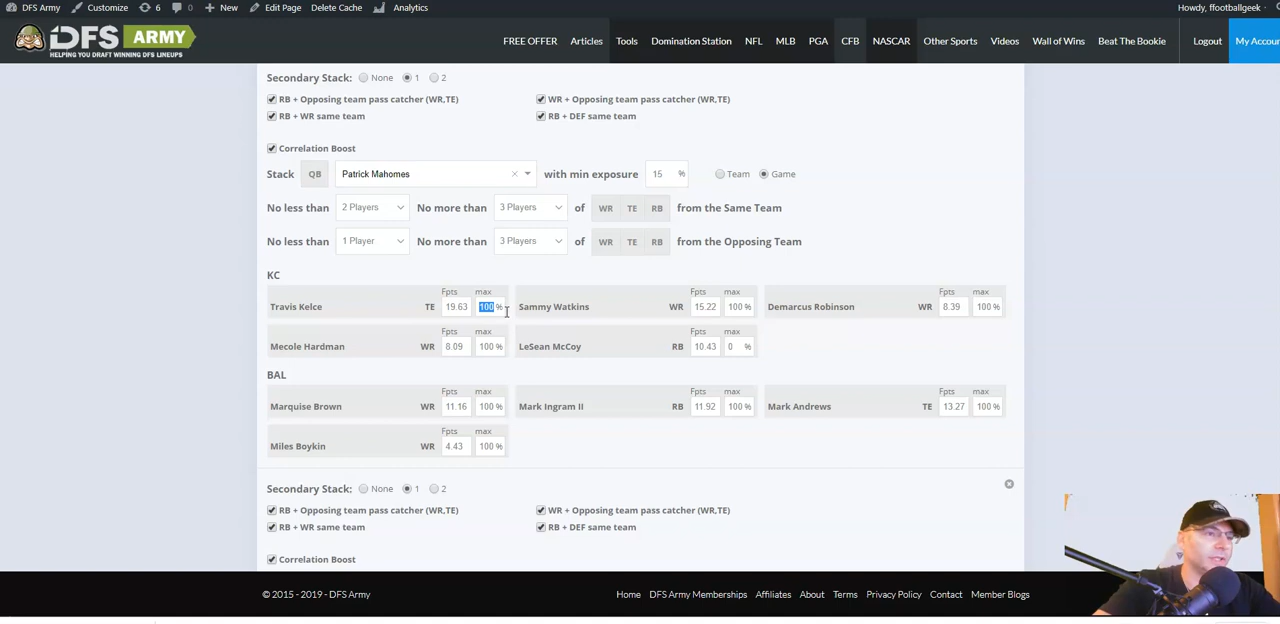 DFS Army Customize 6 0 New Edit Page Delete Cache Analytics Howdy, ffootballgeek
DFS ARMY
HELPING YOU DRAFT WINNING DFS LINEUPS
FREE OFFER Articles Tools Domination Station NFL MLB PGA CFB NASCAR Other Sports Videos Wall of Wins Beat The Bookie Logout My Accoun
Secondary Stack: None 1 2
RB + Opposing team pass catcher (WR,TE) WR + Opposing team pass catcher (WR,TE)
RB + WR same team RB + DEF same team
Correlation Boost
Stack QB Patrick Mahomes × with min exposure 15 % Team Game
No less than 2 Players No more than 3 Players of WR TE RB from the Same Team
No less than 1 Player No more than 3 Players of WR TE RB from the Opposing Team
KC
Fpts max Fpts max Fpts max
Travis Kelce TE 19.63 100 % Sammy Watkins WR 15.22 100 % Demarcus Robinson WR 8.39 100 %
Fpts max Fpts max
Mecole Hardman WR 8.09 100 % LeSean McCoy RB 10.43 0 %
BAL
Fpts max Fpts max Fpts max
Marquise Brown WR 11.16 100 % Mark Ingram II RB 11.92 100 % Mark Andrews TE 13.27 100 %
Fpts max
Miles Boykin WR 4.43 100 %
Secondary Stack: None 1 2
RB + Opposing team pass catcher (WR,TE) WR + Opposing team pass catcher (WR,TE)
RB + WR same team RB + DEF same team
Correlation Boost
© 2015 - 2019 - DFS Army Home DFS Army Memberships Affiliates About Terms Privacy Policy Contact Member Blogs